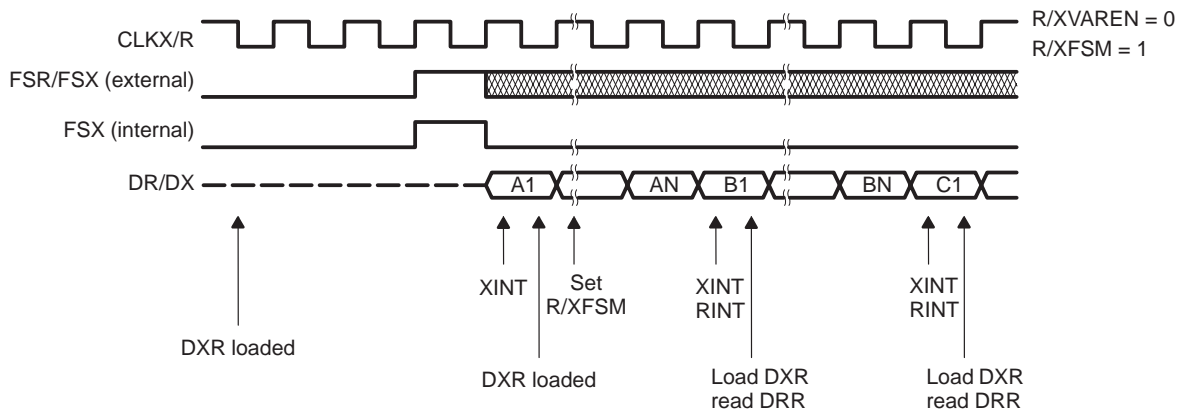 R/XVAREN = 0
CLKX/R
R/XFSM = 1
FSR/FSX (external)
FSX (internal)
DR/DX
A1
AN
B1
BN
C1
XINT
Set
R/XFSM
XINT
RINT
XINT
RINT
DXR loaded
DXR loaded
Load DXR
read DRR
Load DXR
read DRR